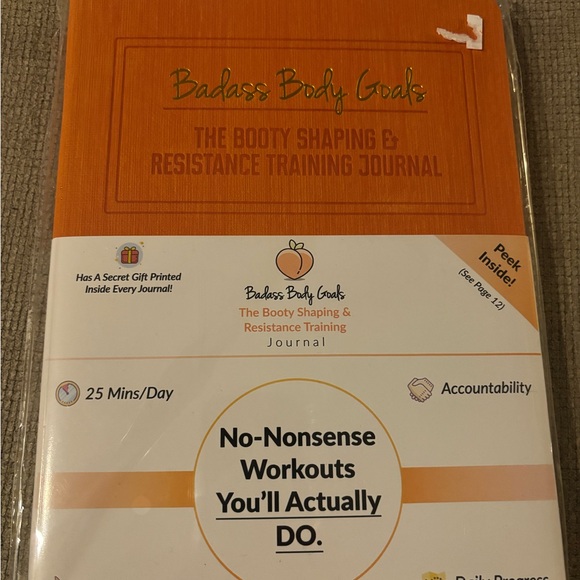 Badass Body Goals
THE BOOTY SHAPING &
RESISTANCE TRAINING JOURNAL
Has A Secret Gift Printed
Inside Every Journal!
Badass Body Goals
The Booty Shaping &
Resistance Training
Journal
Peek
Inside!
(See Page 12)
25 Mins/Day
Accountability
No-Nonsense
Workouts
You'll Actually
DO.
Daily Progress